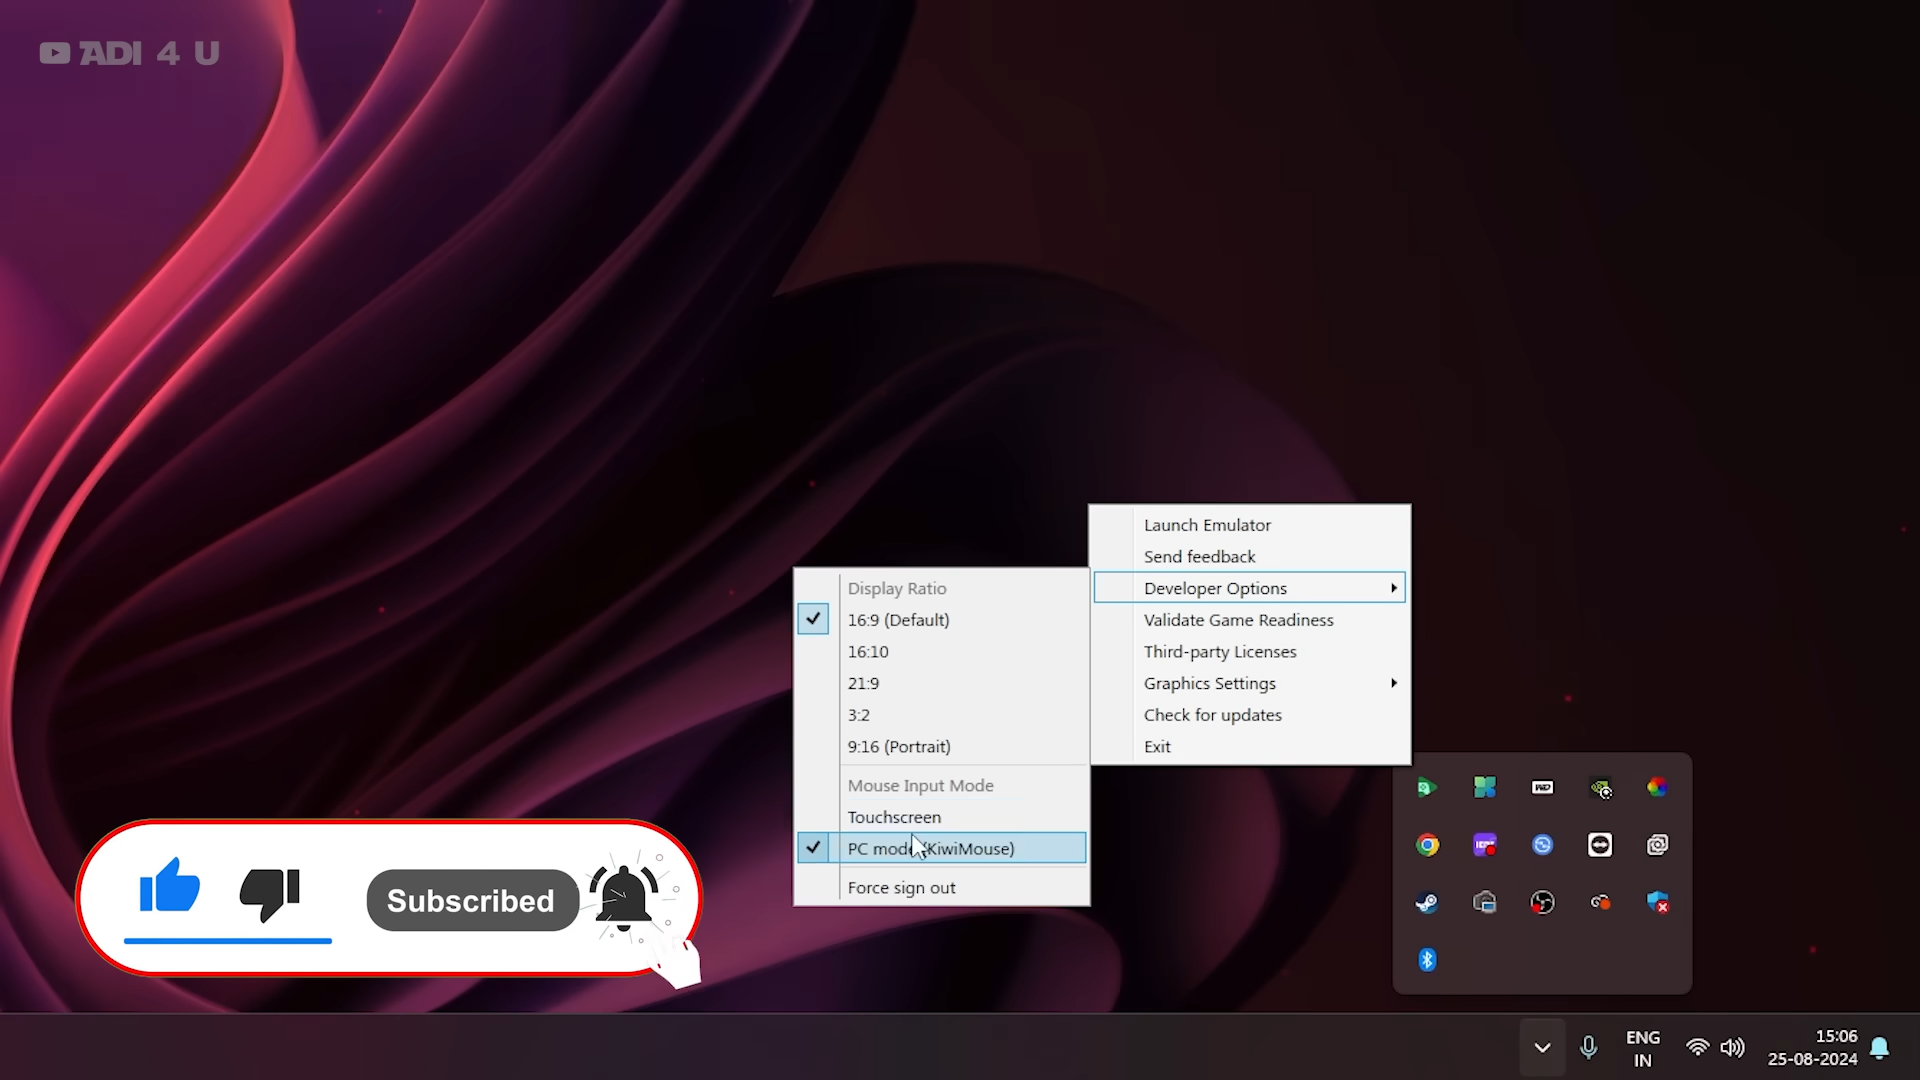 ADI 4 U
Launch Emulator
Send feedback
Developer Options
Validate Game Readiness
Third-party Licenses
Graphics Settings
Check for updates
Exit
Display Ratio
16:9 (Default)
16:10
21:9
3:2
9:16 (Portrait)
Mouse Input Mode
Touchscreen
PC mode (KiwiMouse)
Force sign out
Subscribed
WD
ENG
IN
15:06
25-08-2024